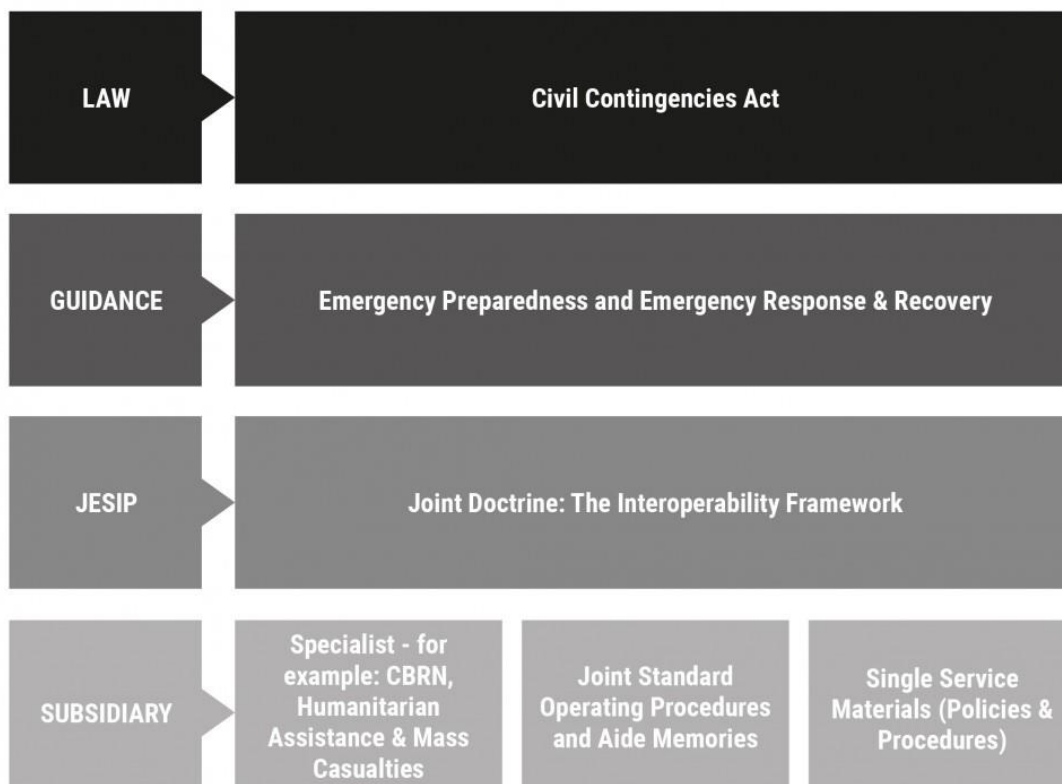 LAW
Civil Contingencies Act
GUIDANCE
Emergency Preparedness and Emergency Response & Recovery
JESIP
Joint Doctrine: The Interoperability Framework
SUBSIDIARY
Specialist - for
example: CBRN,
Humanitarian
Assistance & Mass
Casualties
Joint Standard
Operating Procedures
and Aide Memories
Single Service
Materials (Policies &
Procedures)